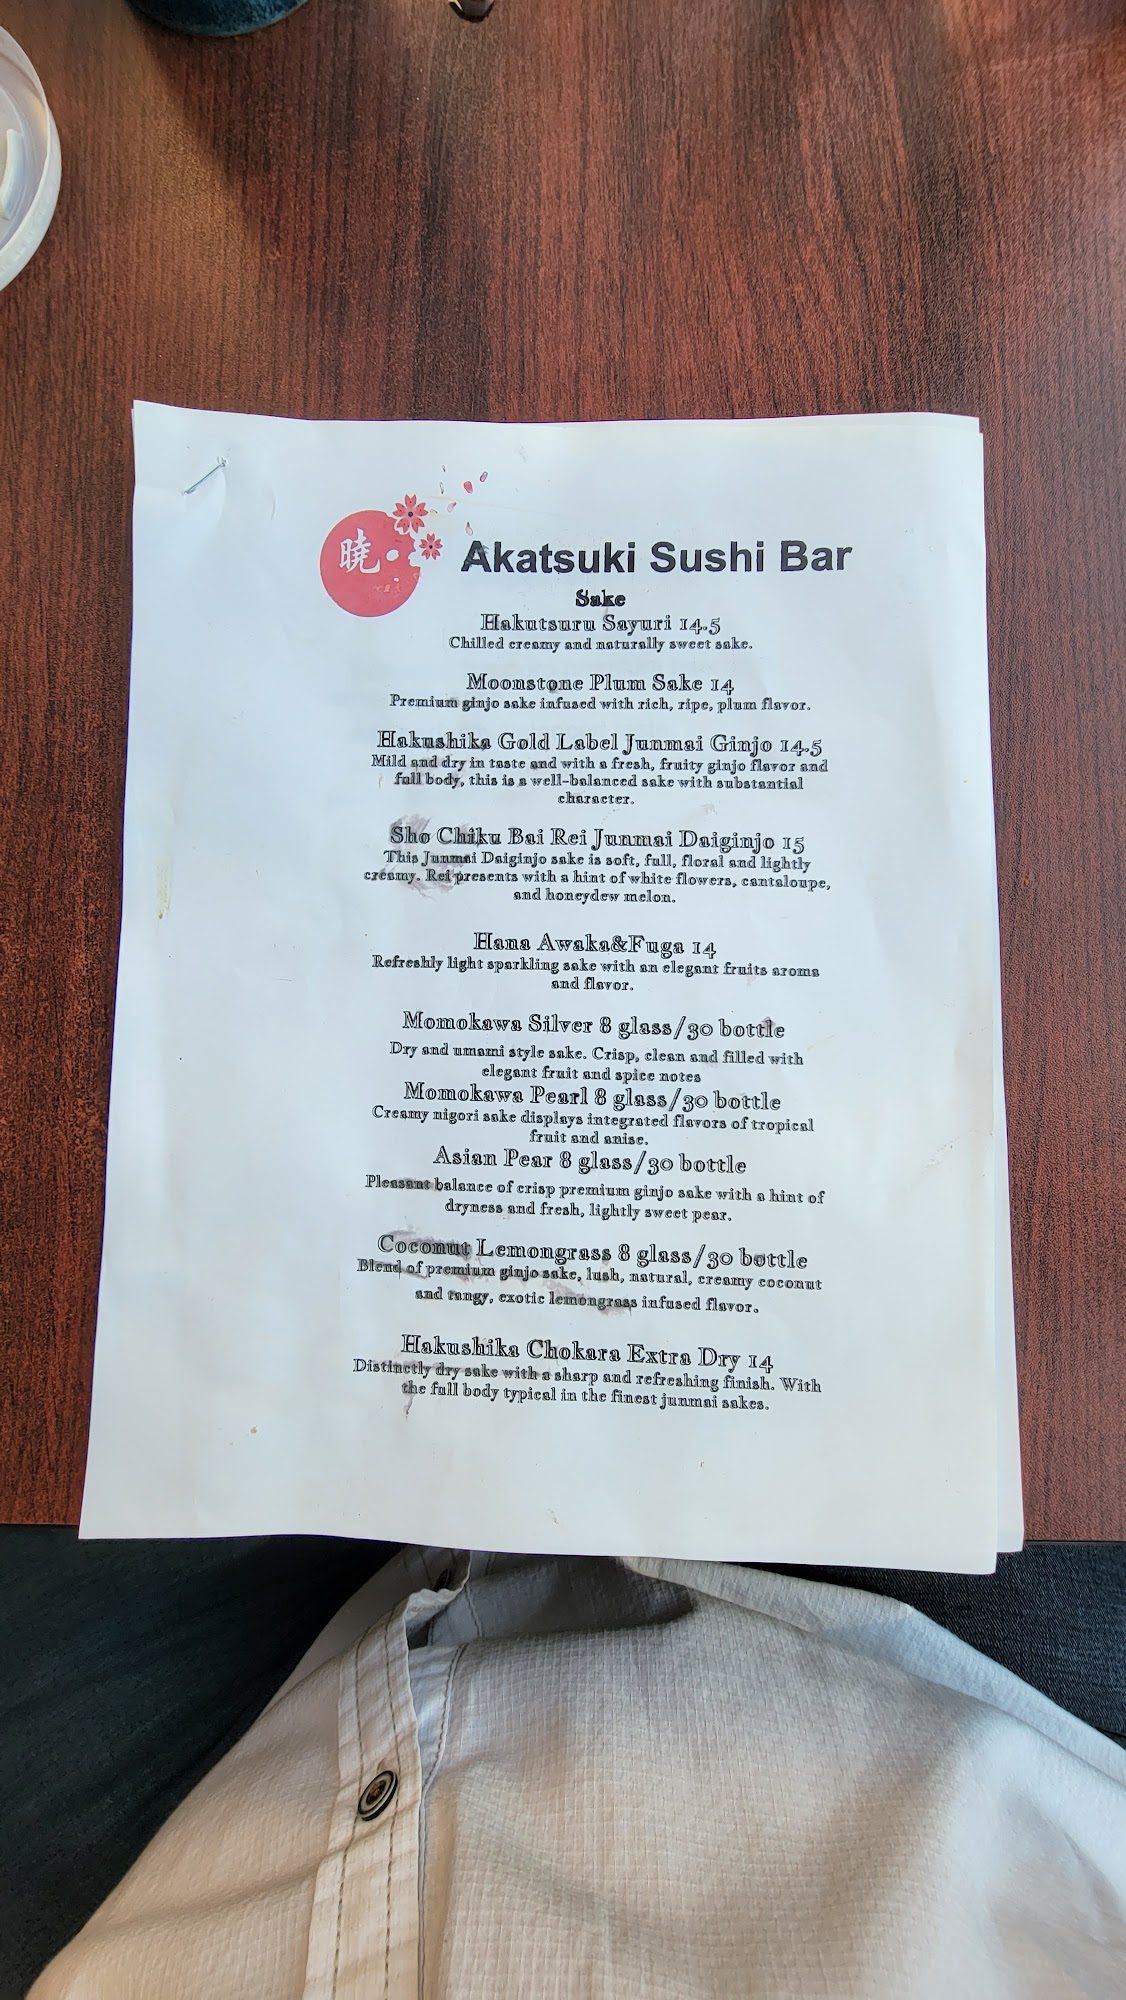 暁
Akatsuki Sushi Bar
Sake
Hakutsuru Sayuri 14.5
Chilled creamy and naturally sweet sake.
Moonstone Plum Sake 14
Premium ginjo sake infused with rich, ripe, plum flavor.
Hakushika Gold Label Junmai Ginjo 14.5
Mild and dry in taste and with a fresh, fruity ginjo flavor and
full body, this is a well-balanced sake with substantial
character.
Sho Chiku Bai Rei Junmai Daiginjo 15
This Junmai Daiginjo sake is soft, full, floral and lightly
creamy. Rei presents with a hint of white flowers, cantaloupe,
and honeydew melon.
Hana Awaka&Fuga 14
Refreshly light sparkling sake with an elegant fruits aroma
and flavor.
Momokawa Silver 8 glass/30 bottle
Dry and umami style sake. Crisp, clean and filled with
elegant fruit and spice notes
Momokawa Pearl 8 glass/30 bottle
Creamy nigori sake displays integrated flavors of tropical
fruit and anise.
Asian Pear 8 glass/30 bottle
Pleasant balance of crisp premium ginjo sake with a hint of
dryness and fresh, lightly sweet pear.
Coconut Lemongrass 8 glass/30 bottle
Blend of premium ginjo sake, lush, natural, creamy coconut
and tangy, exotic lemongrass infused flavor.
Hakushika Chokara Extra Dry 14
Distinctly dry sake with a sharp and refreshing finish. With
the full body typical in the finest junmai sakes.